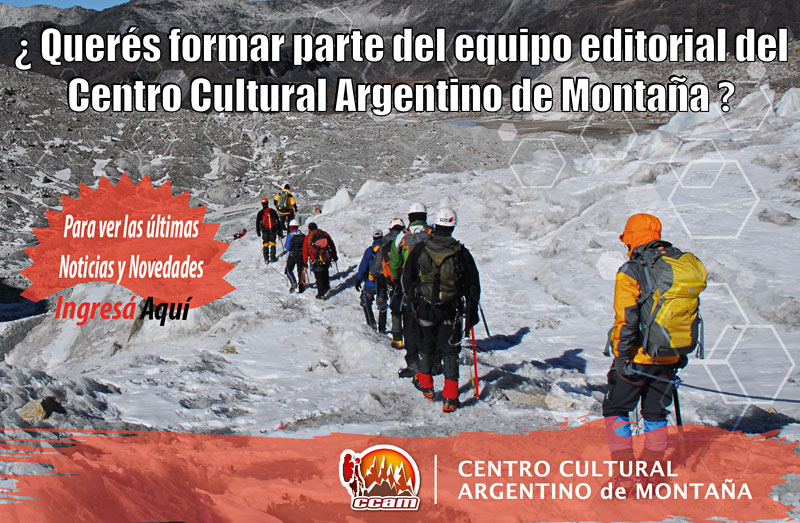 ¿ Querés formar parte del equipo editorial del
Centro Cultural Argentino de Montaña ?
Para ver las últimas
Noticias y Novedades
Ingresá Aquí
ccam
CENTRO CULTURAL
ARGENTINO de MONTAÑA